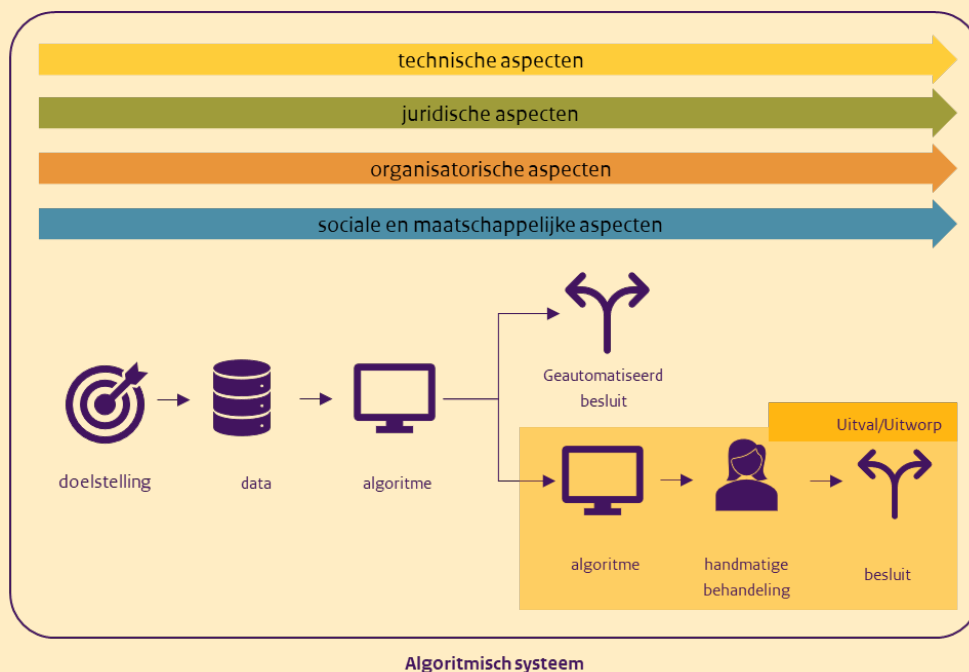 technische aspecten
juridische aspecten
organisatorische aspecten
sociale en maatschappelijke aspecten
Geautomatiseerd
besluit
Uitval/Uitworp
doelstelling
data
algoritme
algoritme
handmatige
behandeling
besluit
Algoritmisch systeem